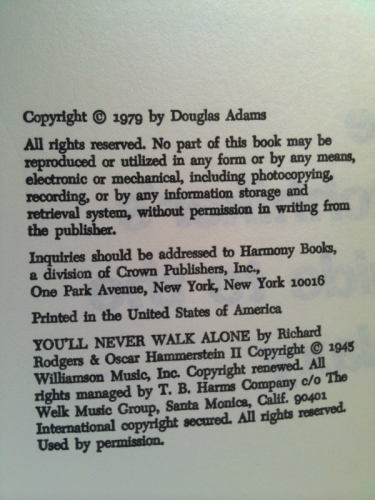 Copyright © 1979 by Douglas Adams
All rights reserved. No part of this book may be
reproduced or utilized in any form or by any means,
electronic or mechanical, including photocopying,
recording, or by any information storage and
retrieval system, without permission in writing from
the publisher.
Inquiries should be addressed to Harmony Books,
a division of Crown Publishers, Inc.,
One Park Avenue, New York, New York 10016
Printed in the United States of America
YOU'LL NEVER WALK ALONE by Richard
Rodgers & Oscar Hammerstein II Copyright © 1945
Williamson Music, Inc. Copyright renewed. All
rights managed by T. B. Harms Company c/o The
Welk Music Group, Santa Monica, Calif. 90401
International copyright secured. All rights reserved.
Used by permission.